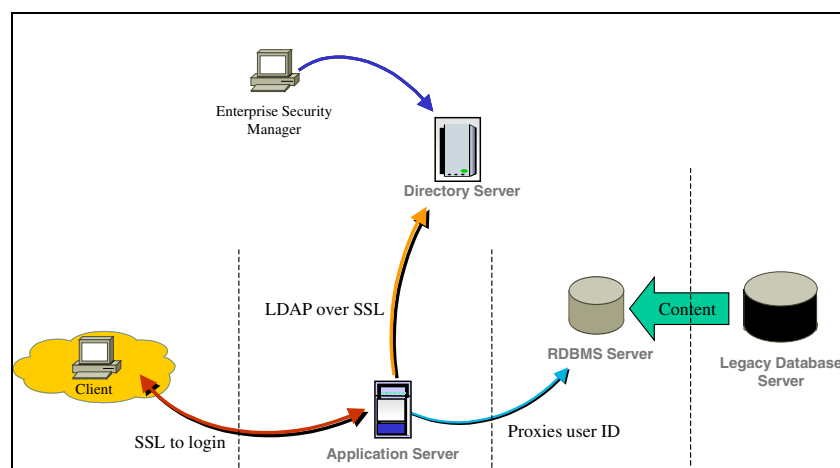 Enterprise Security
Manager
Directory Server
LDAP over SSL
Content
RDBMS Server
Legacy Database
Server
Client
SSL to login
Proxies user ID
Application Server